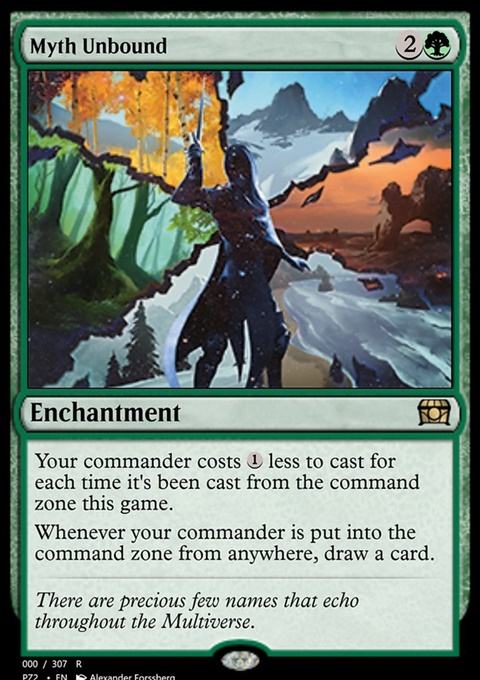 Myth Unbound 2
Enchantment
Your commander costs 1 less to cast for
each time it's been cast from the command
zone this game.
Whenever your commander is put into the
command zone from anywhere, draw a card.
There are precious few names that echo
throughout the Multiverse.
000 / 307 R
PZ2 • EN Alexander Forssberg